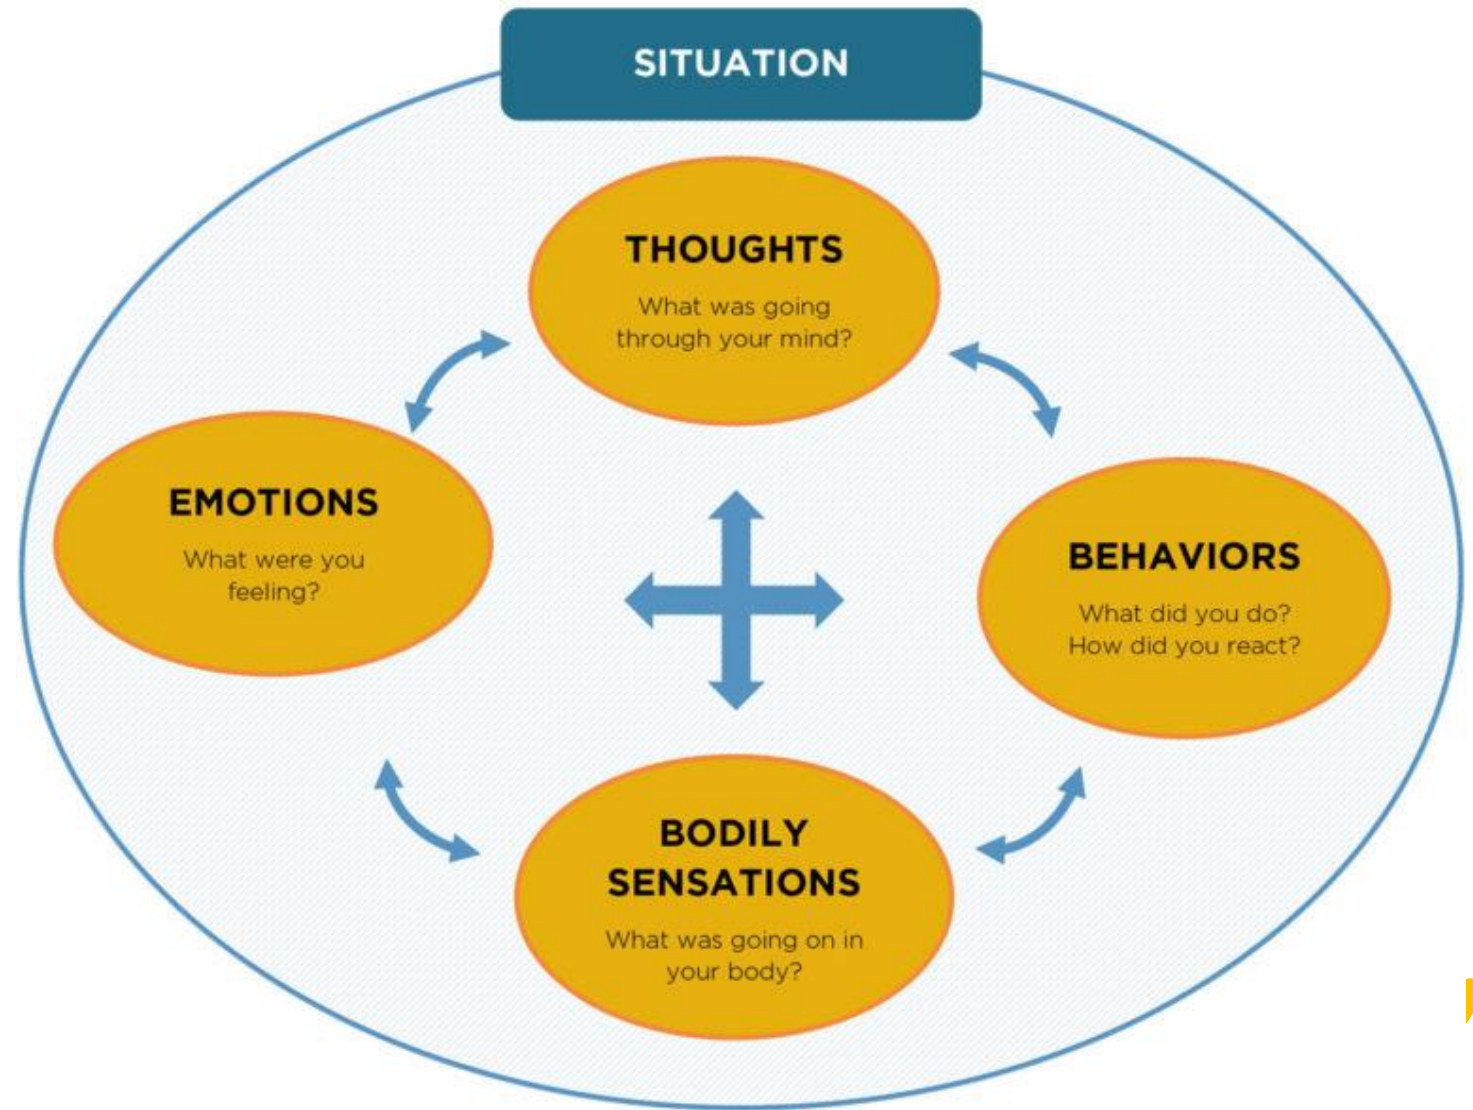 SITUATION
THOUGHTS
What was going
through your mind?
EMOTIONS
What were you
feeling?
BEHAVIORS
What did you do?
How did you react?
BODILY
SENSATIONS
What was going on in
your body?